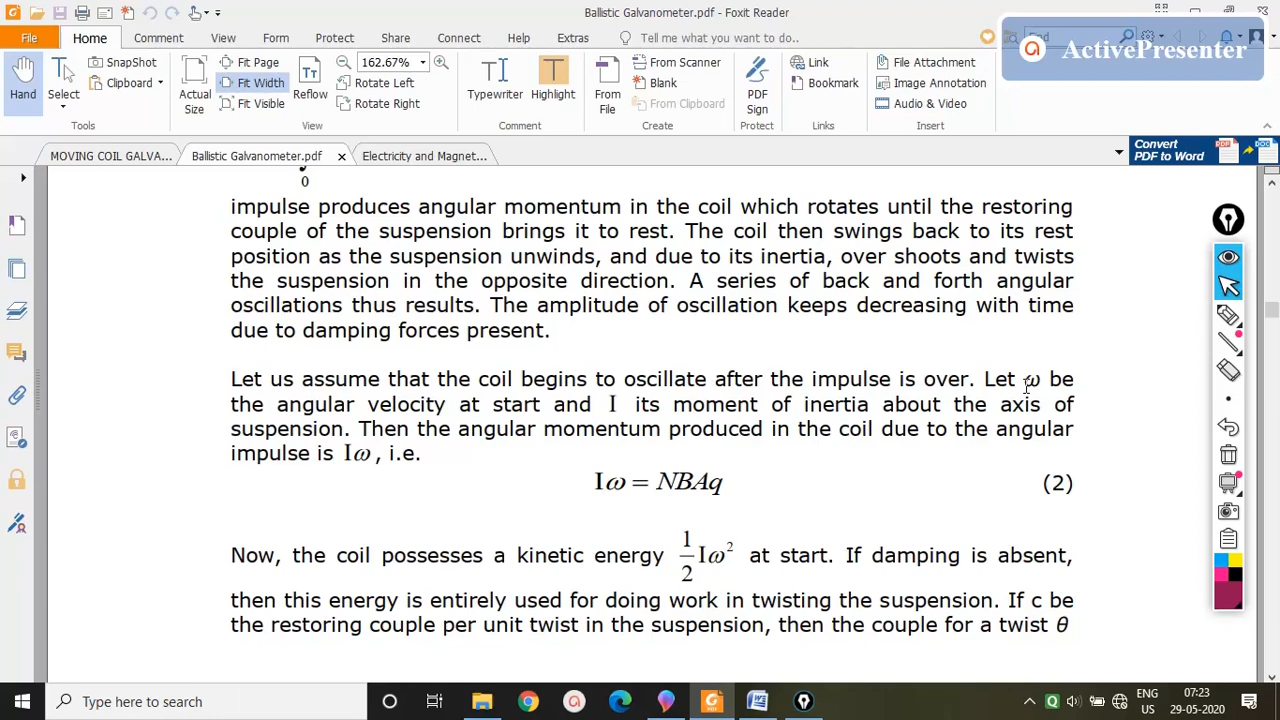 Ballistic Galvanometer.pdf - Foxit Reader
File Home Comment View Form Protect Share Connect Help Extras Tell me what you want to do...
ActivePresenter
Hand
Select
SnapShot
Clipboard
Tools
Actual Size
Fit Page
Fit Width
Fit Visible
Reflow
162.67%
Rotate Left
Rotate Right
View
Typewriter
Highlight
Comment
From File
From Scanner
Blank
From Clipboard
Create
PDF Sign
Protect
Link
Bookmark
Links
File Attachment
Image Annotation
Audio & Video
Insert
MOVING COIL GALVA... Ballistic Galvanometer.pdf Electricity and Magnet...
Convert
PDF to Word
0
impulse produces angular momentum in the coil which rotates until the restoring
couple of the suspension brings it to rest. The coil then swings back to its rest
position as the suspension unwinds, and due to its inertia, over shoots and twists
the suspension in the opposite direction. A series of back and forth angular
oscillations thus results. The amplitude of oscillation keeps decreasing with time
due to damping forces present.
Let us assume that the coil begins to oscillate after the impulse is over. Let ω be
the angular velocity at start and I its moment of inertia about the axis of
suspension. Then the angular momentum produced in the coil due to the angular
impulse is Iω, i.e.
Iω = NBAq (2)
Now, the coil possesses a kinetic energy 1/2 Iω² at start. If damping is absent,
then this energy is entirely used for doing work in twisting the suspension. If c be
the restoring couple per unit twist in the suspension, then the couple for a twist θ
Type here to search
ENG
US
07:23
29-05-2020